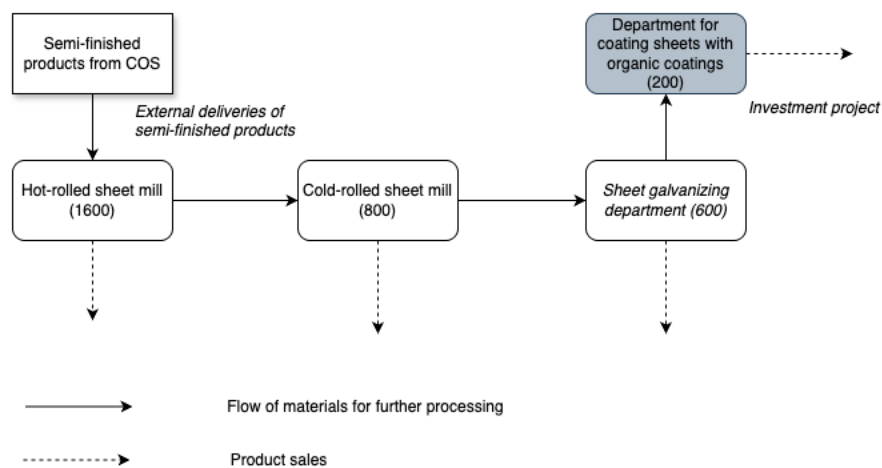 Semi-finished
products from COS
External deliveries of
semi-finished products
Department for
coating sheets with
organic coatings
(200)
Investment project
Hot-rolled sheet mill
(1600)
Cold-rolled sheet mill
(800)
Sheet galvanizing
department (600)
Flow of materials for further processing
Product sales